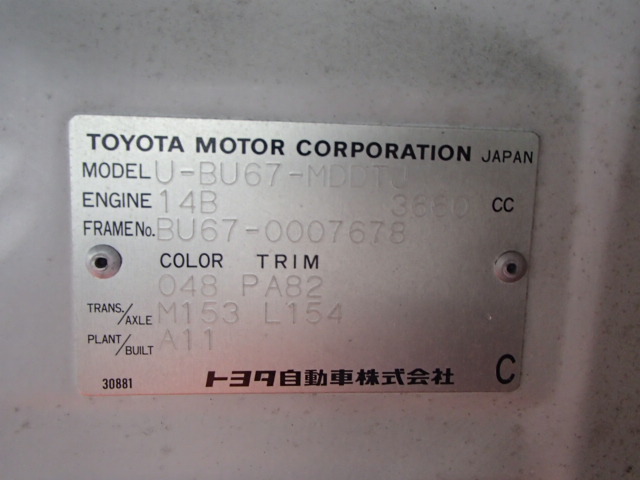 TOYOTA MOTOR CORPORATION JAPAN
MODEL U-BU67-MDDTJ
ENGINE 14B 3660 CC
FRAME No. BU67-0007678
COLOR TRIM
048 PA82
TRANS./AXLE M153 L154
PLANT/BUILT A11
30881 トヨタ自動車株式会社 C